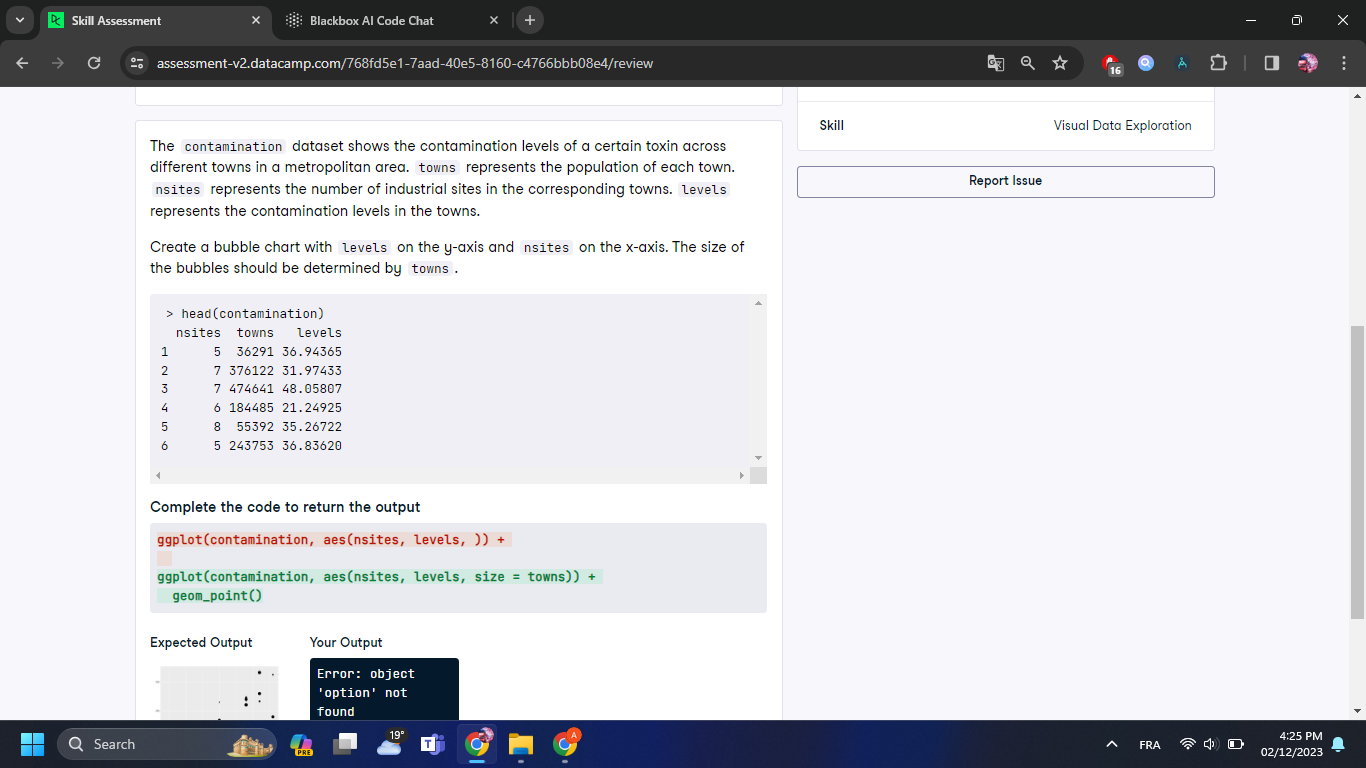 Skill Assessment
Blackbox AI Code Chat
assessment-v2.datacamp.com/768fd5e1-7aad-40e5-8160-c4766bbb08e4/review
16
The contamination dataset shows the contamination levels of a certain toxin across
different towns in a metropolitan area. towns represents the population of each town.
nsites represents the number of industrial sites in the corresponding towns. levels
represents the contamination levels in the towns.
Create a bubble chart with levels on the y-axis and nsites on the x-axis. The size of
the bubbles should be determined by towns.
> head(contamination)
nsites towns levels
1 5 36291 36.94365
2 7 376122 31.97433
3 7 474641 48.05807
4 6 184485 21.24925
5 8 55392 35.26722
6 5 243753 36.83620
Complete the code to return the output
ggplot(contamination, aes(nsites, levels, )) +
ggplot(contamination, aes(nsites, levels, size = towns)) +
geom_point()
Expected Output
Your Output
Error: object
'option' not
found
Skill
Visual Data Exploration
Report Issue
Search
PRE
19°
A
FRA
4:25 PM
02/12/2023